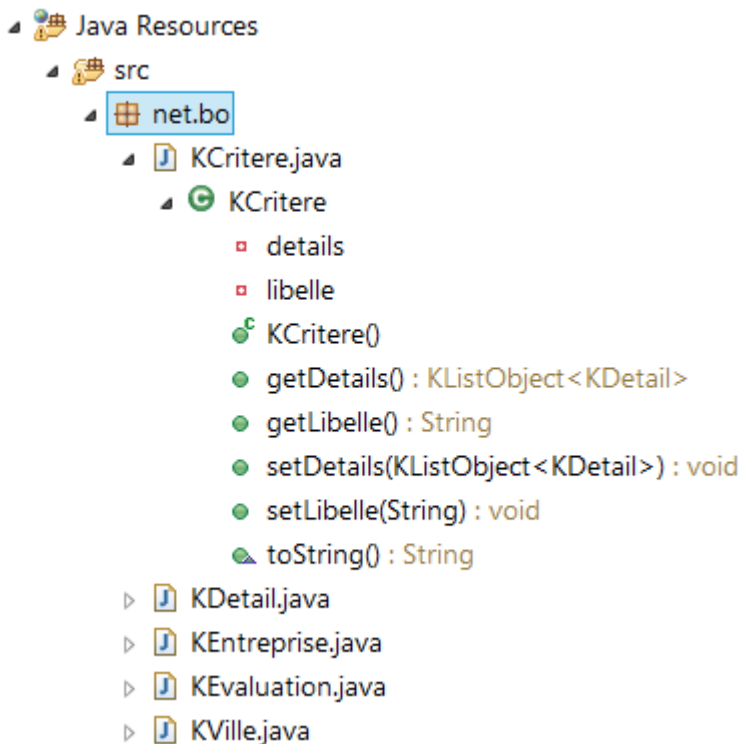 Java Resources
src
net.bo
KCritere.java
KCritere
details
libelle
KCritere()
getDetails() : KListObject<KDetail>
getLibelle() : String
setDetails(KListObject<KDetail>) : void
setLibelle(String) : void
toString() : String
KDetail.java
KEntreprise.java
KEvaluation.java
KVille.java